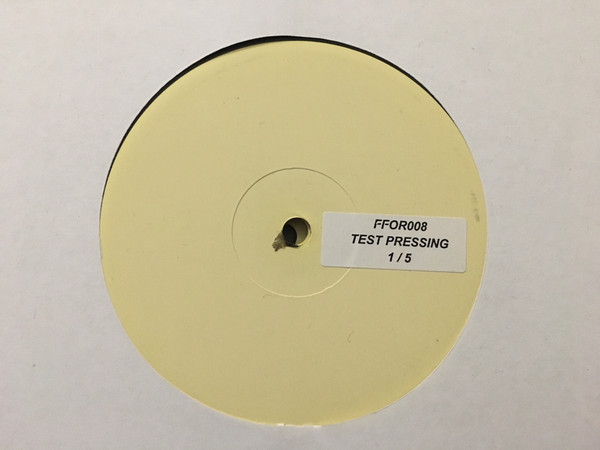 FFOR008
TEST PRESSING
1 / 5